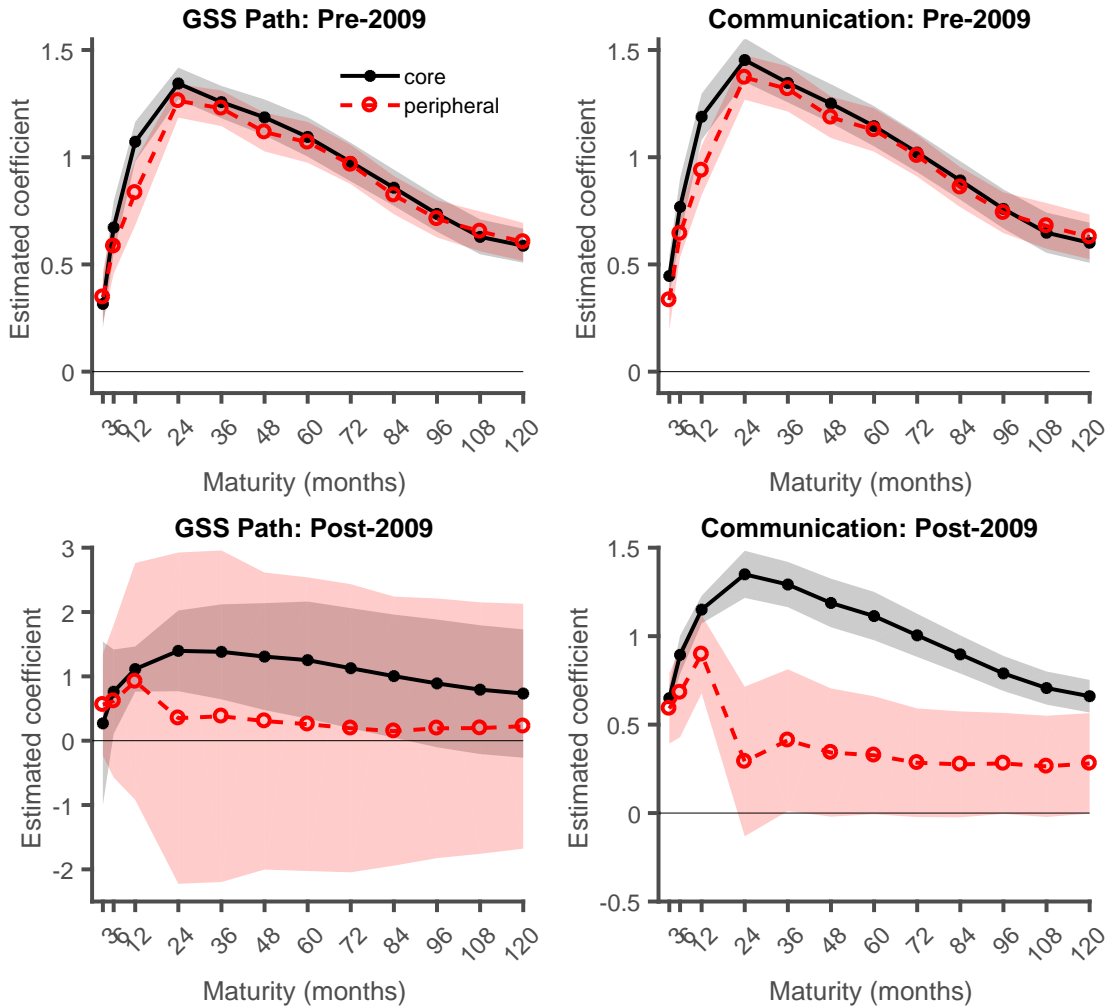 GSS Path: Pre-2009
1.5
1
0.5
0
Estimated coefficient
core
peripheral
3 6 12 24 36 48 60 72 84 96 108 120
Maturity (months)
Communication: Pre-2009
1.5
1
0.5
0
Estimated coefficient
3 6 12 24 36 48 60 72 84 96 108 120
Maturity (months)
GSS Path: Post-2009
3
2
1
0
-1
-2
Estimated coefficient
3 6 12 24 36 48 60 72 84 96 108 120
Maturity (months)
Communication: Post-2009
1.5
1
0.5
0
-0.5
Estimated coefficient
3 6 12 24 36 48 60 72 84 96 108 120
Maturity (months)